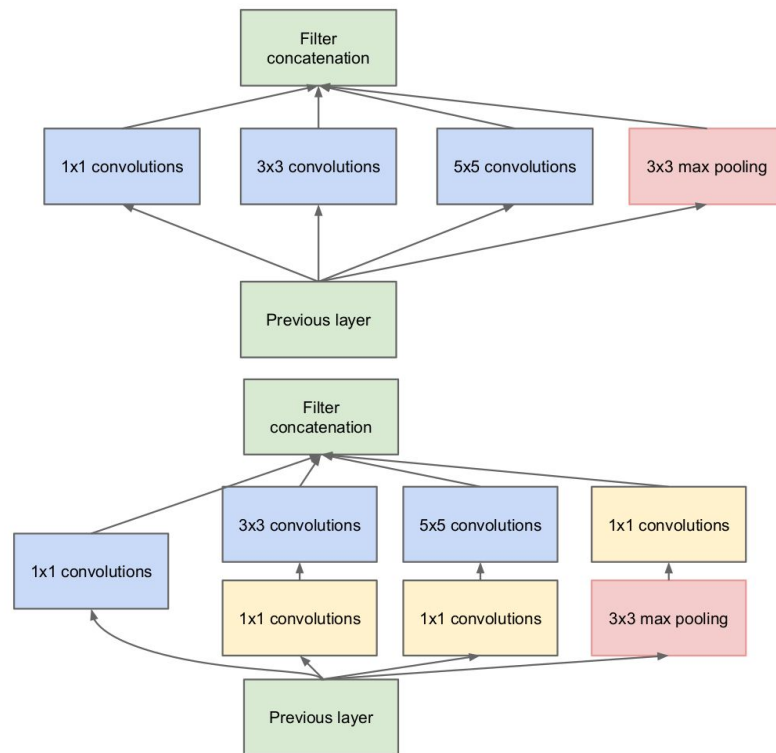 Filter
concatenation
1x1 convolutions
3x3 convolutions
5x5 convolutions
3x3 max pooling
Previous layer
Filter
concatenation
3x3 convolutions
5x5 convolutions
1x1 convolutions
1x1 convolutions
1x1 convolutions
1x1 convolutions
3x3 max pooling
Previous layer